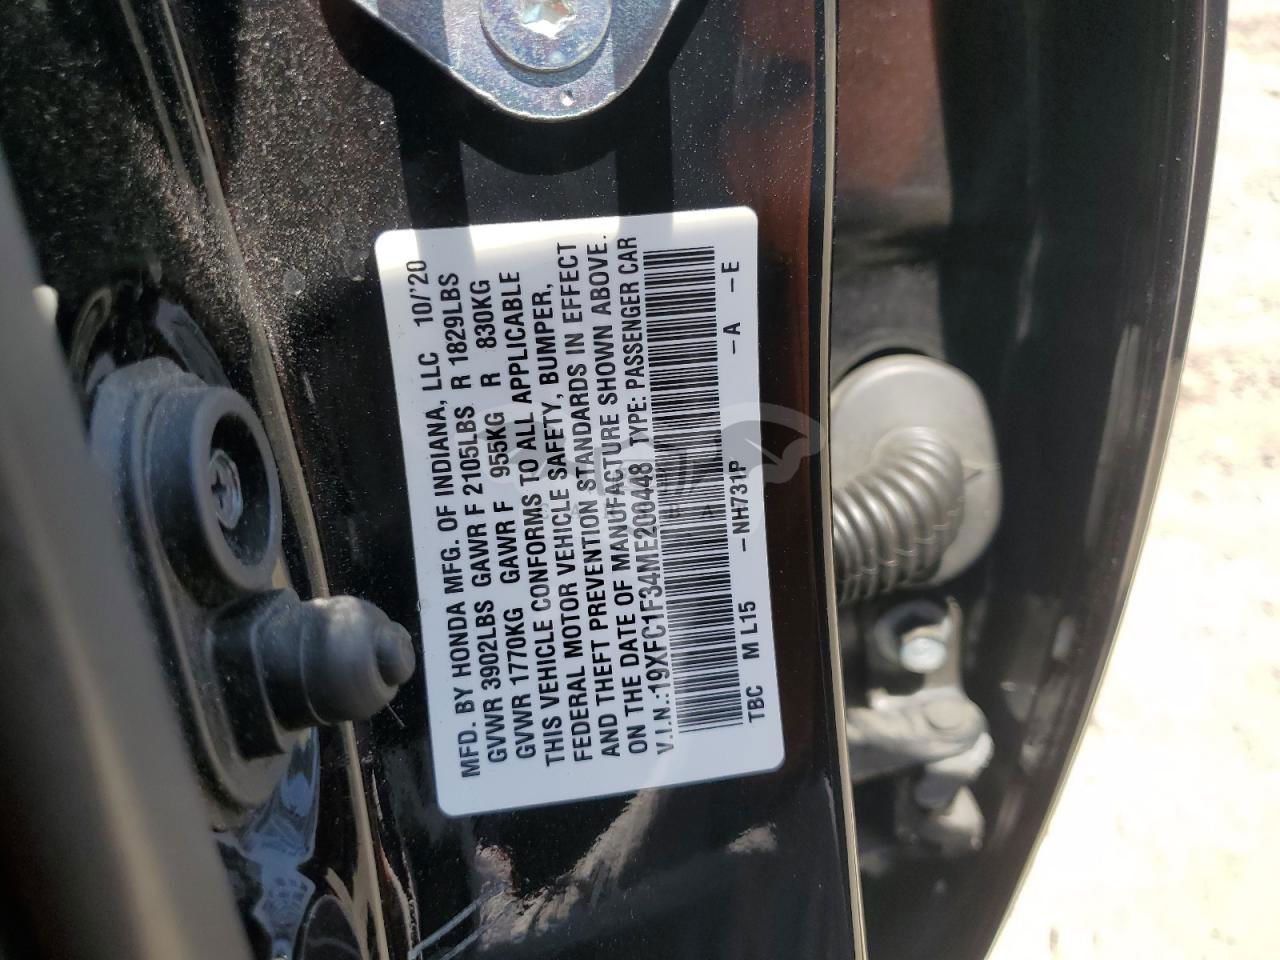 MFD. BY HONDA MFG. OF INDIANA, LLC 10/'20
GVWR 3902LBS GAWR F 2105LBS R 1829LBS
GVWR 1770KG GAWR F 955KG R 830KG
THIS VEHICLE CONFORMS TO ALL APPLICABLE
FEDERAL MOTOR VEHICLE SAFETY, BUMPER,
AND THEFT PREVENTION STANDARDS IN EFFECT
ON THE DATE OF MANUFACTURE SHOWN ABOVE.
V.I.N.:19XFC1F34ME200448 TYPE: PASSENGER CAR
TBC M L15 -NH731P -A -E